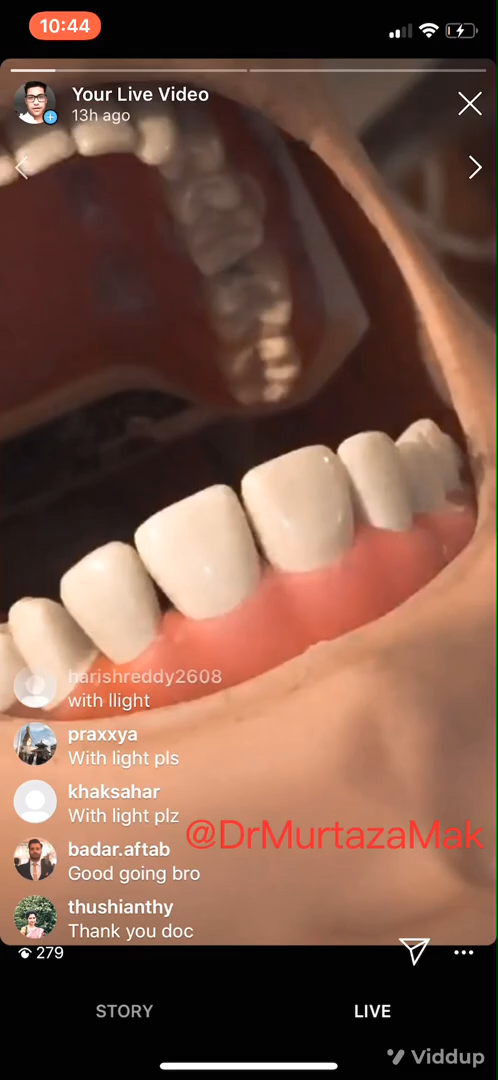 10:44
Your Live Video
13h ago
harishreddy2608
with llight
praxxya
With light pls
khaksahar
With light plz
@DrMurtazaMak
badar.aftab
Good going bro
thushianthy
Thank you doc
279
STORY
LIVE
Viddup